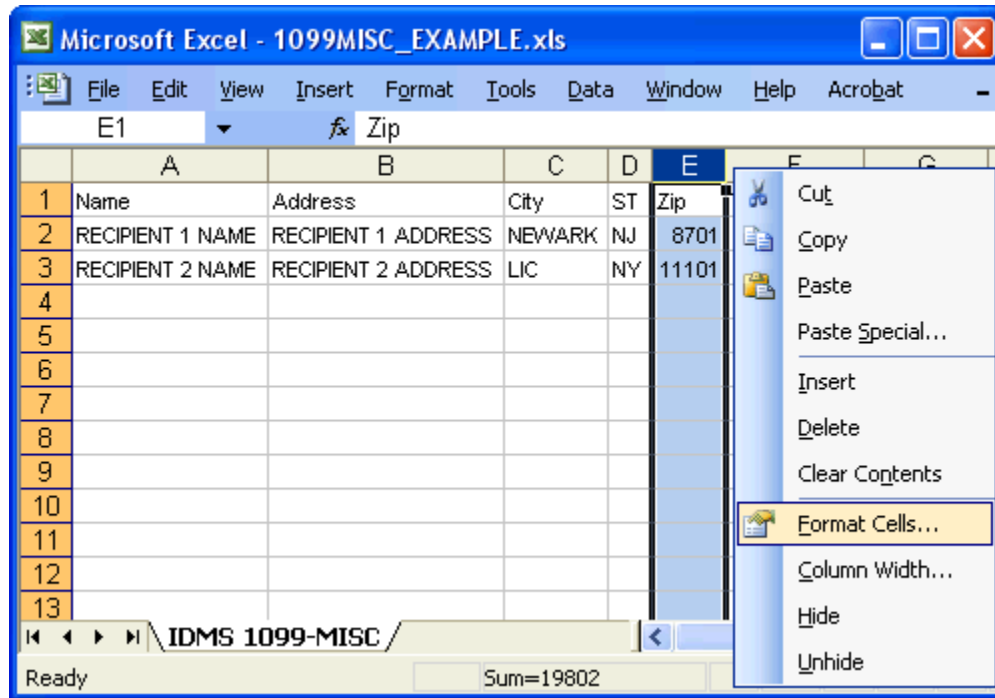 Microsoft Excel - 1099MISC_EXAMPLE.xls
File Edit View Insert Format Tools Data Window Help Acrobat
E1 fx Zip
A B C D E F G
1 Name Address City ST Zip
2 RECIPIENT 1 NAME RECIPIENT 1 ADDRESS NEWARK NJ 8701
3 RECIPIENT 2 NAME RECIPIENT 2 ADDRESS LIC NY 11101
4
5
6
7
8
9
10
11
12
13
Cut
Copy
Paste
Paste Special...
Insert
Delete
Clear Contents
Format Cells...
Column Width...
Hide
Unhide
IDMS 1099-MISC
Ready Sum=19802